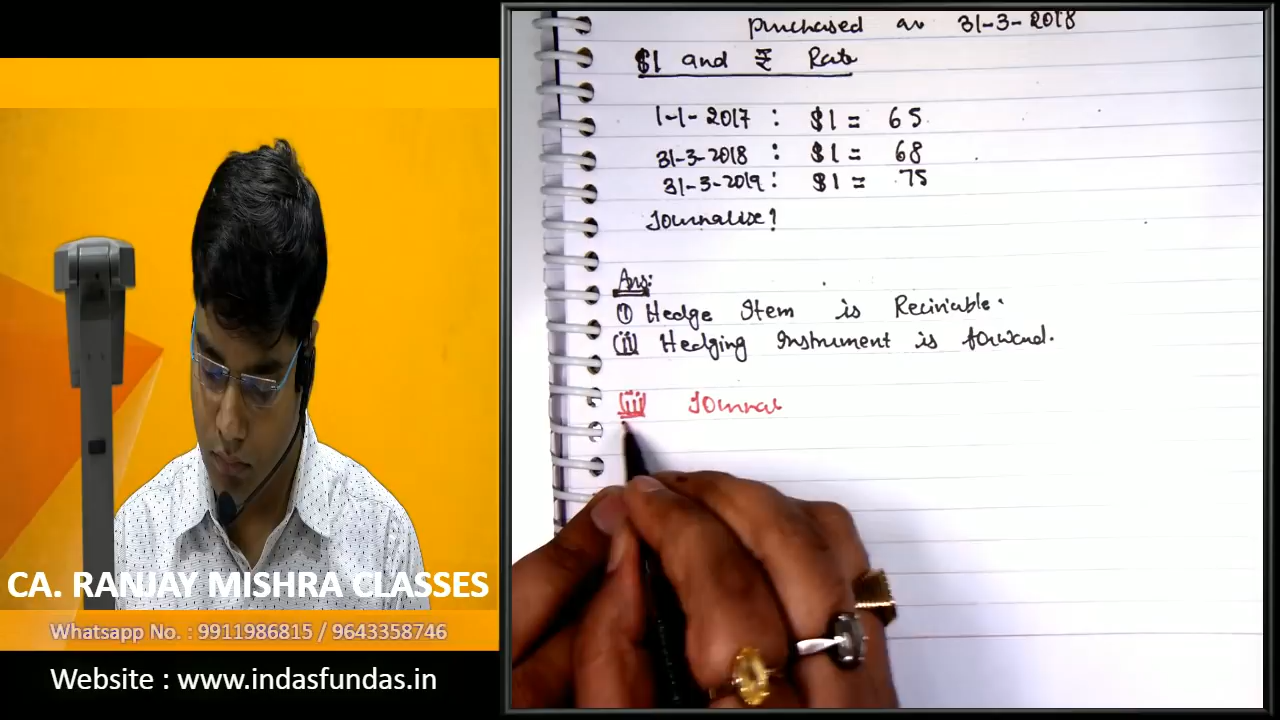 CA. RANJAY MISHRA CLASSES
Whatsapp No. : 9911986815 / 9643358746
Website : www.indasfundas.in
purchased on 31-3-2018
$1 and ₹ Rate
1-1-2017 : $1 = 65
31-3-2018 : $1 = 68
31-3-2019 : $1 = 75
Journalise?
Ans:
(i) Hedge Item is Recivable.
(ii) Hedging Instrument is forward.
(iii) Journal